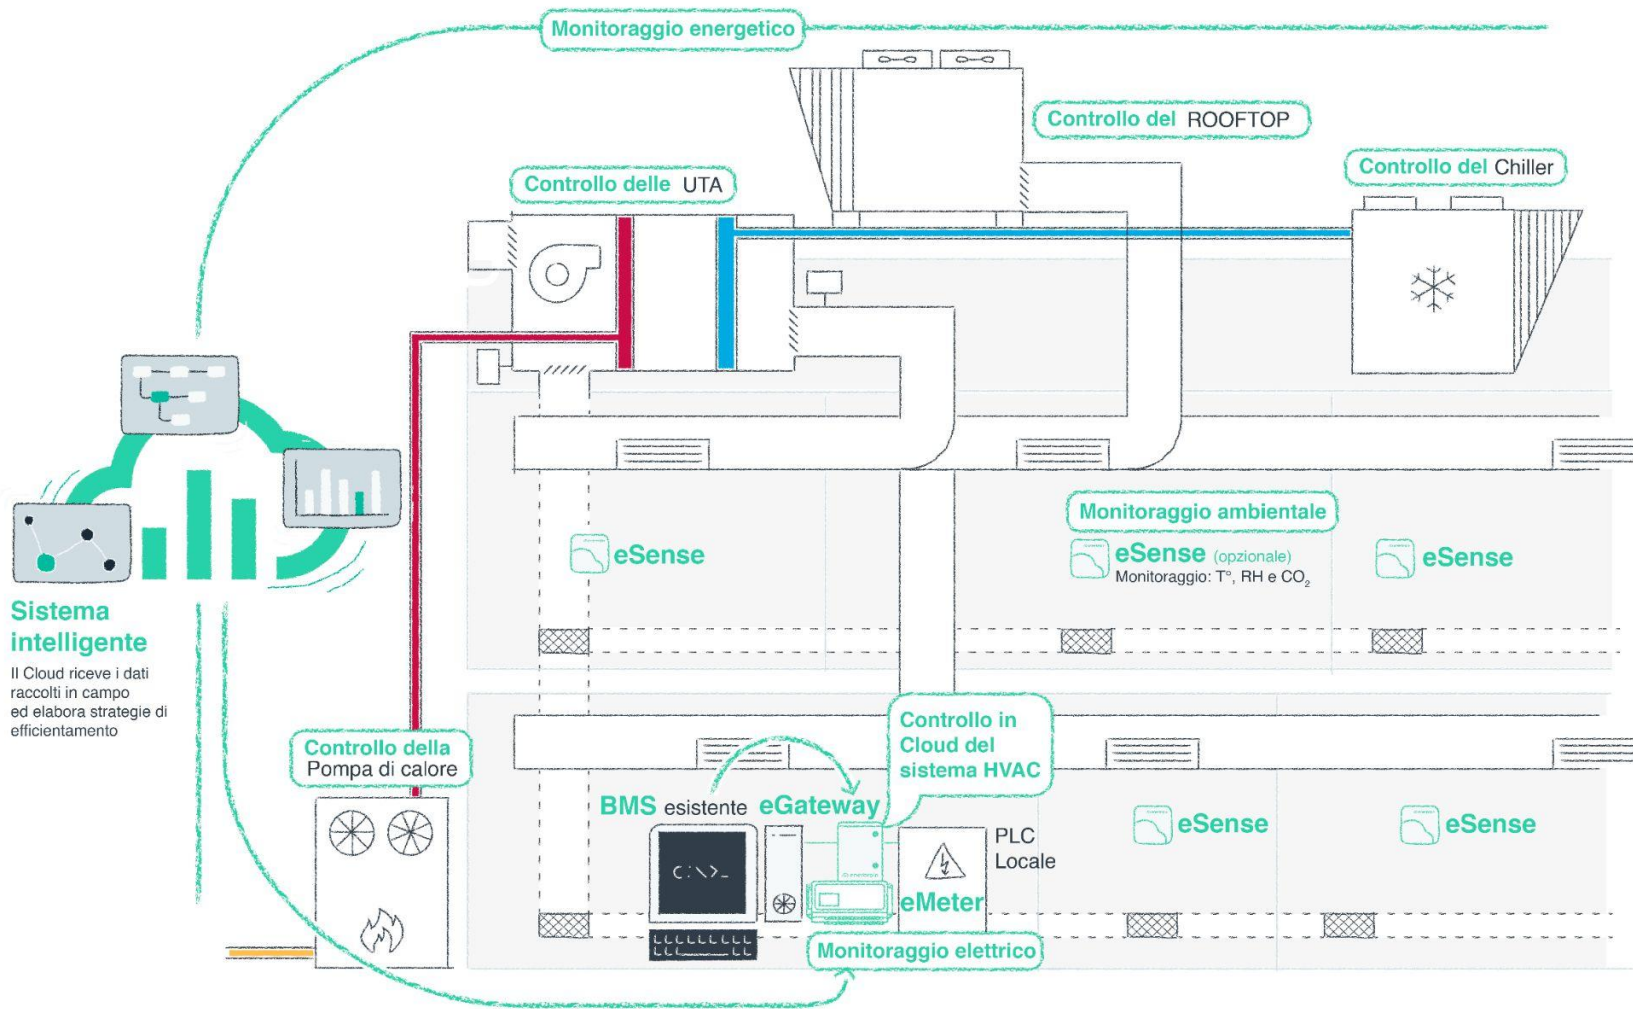 Monitoraggio energetico
Controllo del ROOFTOP
Controllo del Chiller
Controllo delle UTA
Monitoraggio ambientale
eSense
eSense (opzionale)
Monitoraggio: T°, RH e CO₂
eSense
Sistema
intelligente
Il Cloud riceve i dati
raccolti in campo
ed elabora strategie di
efficientamento
Controllo della
Pompa di calore
Controllo in
Cloud del
sistema HVAC
BMS esistente eGateway
C:\>_
PLC
Locale
eMeter
eSense
eSense
Monitoraggio elettrico